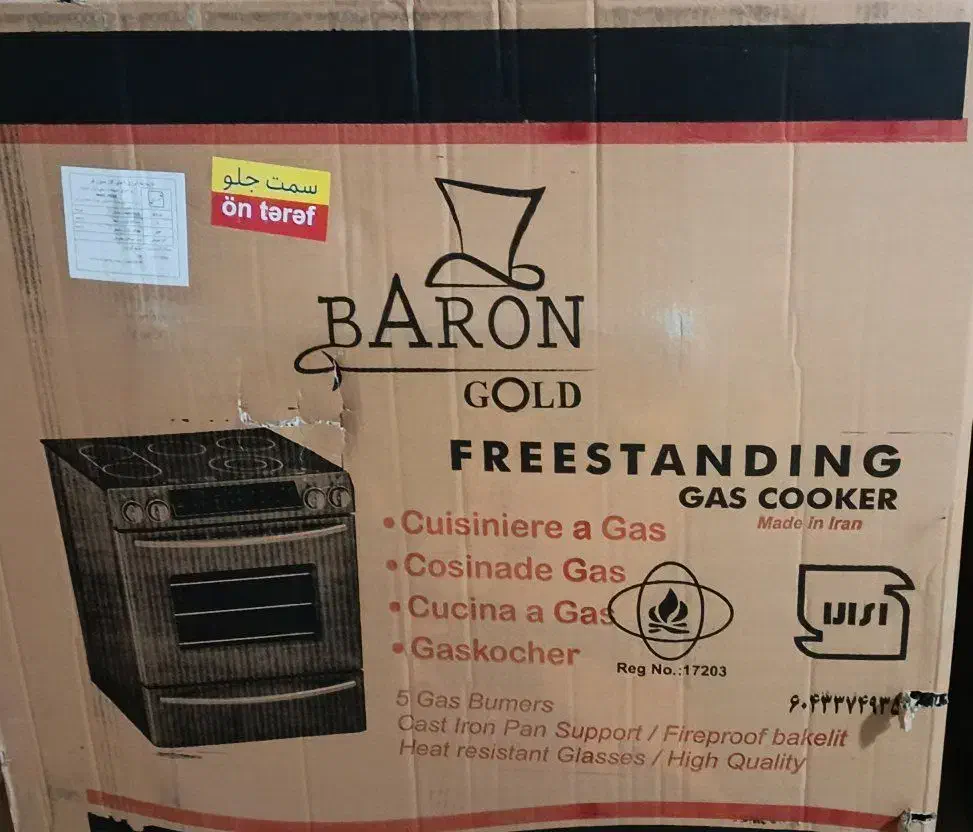 سمت جلو
ön tərəf
BARON
GOLD
FREESTANDING
GAS COOKER
Made in Iran
• Cuisiniere a Gas
• Cosinade Gas
• Cucina a Gas
• Gaskocher
Reg No.:17203
5 Gas Bumers
Cast Iron Pan Support / Fireproof bakelit
Heat resistant Glasses / High Quality